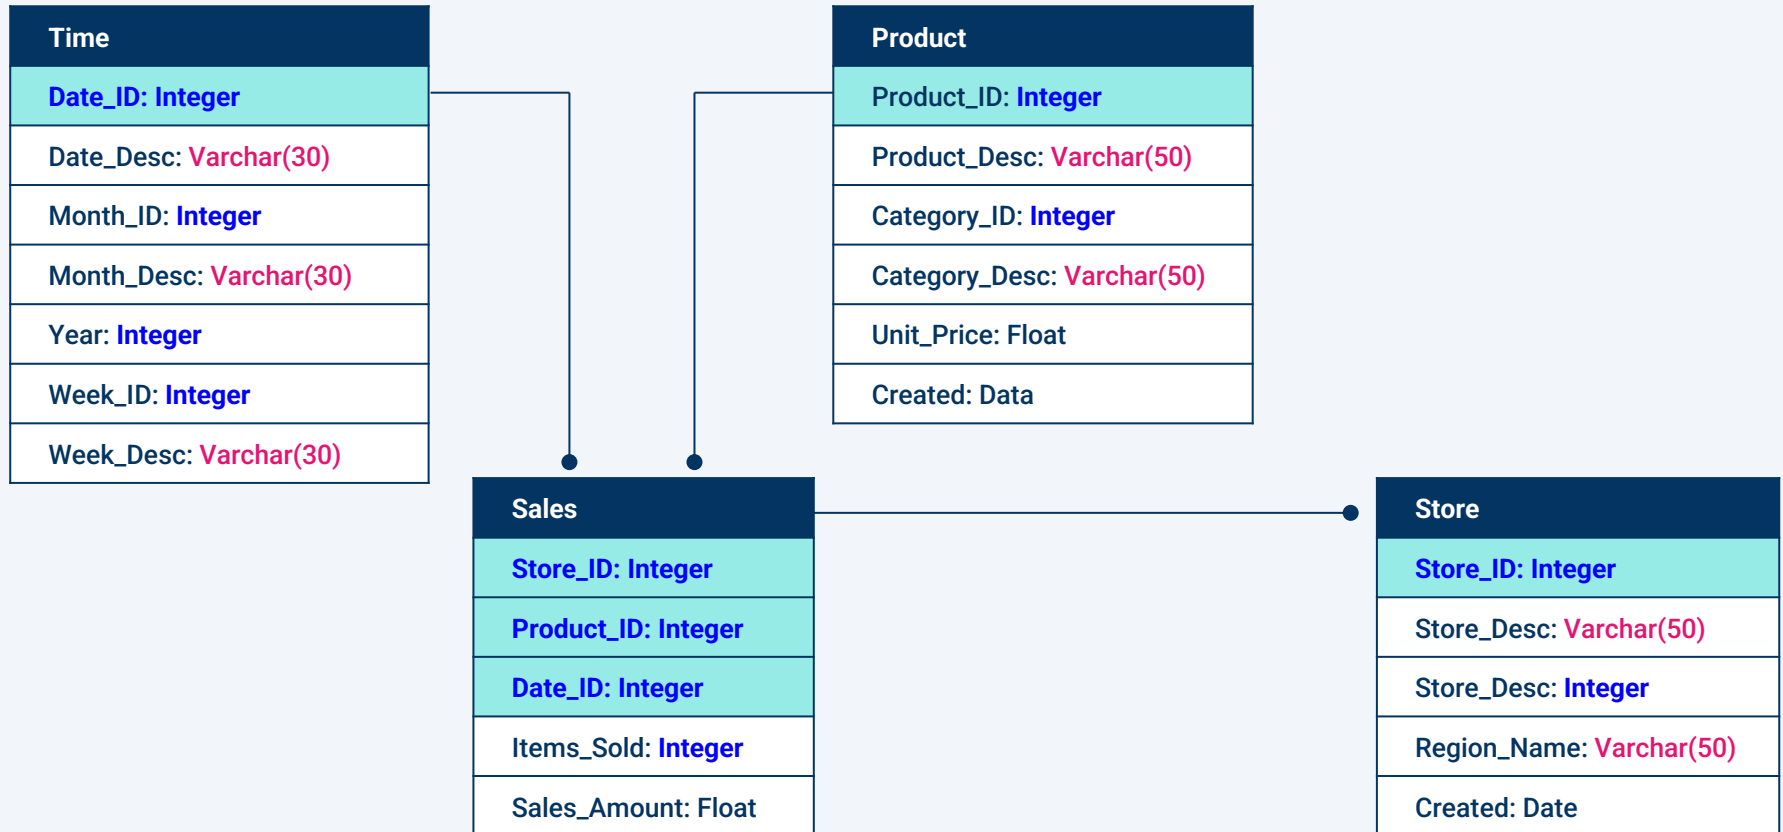 Time
Date_ID: Integer
Date_Desc: Varchar(30)
Month_ID: Integer
Month_Desc: Varchar(30)
Year: Integer
Week_ID: Integer
Week_Desc: Varchar(30)
Product
Product_ID: Integer
Product_Desc: Varchar(50)
Category_ID: Integer
Category_Desc: Varchar(50)
Unit_Price: Float
Created: Data
Sales
Store_ID: Integer
Product_ID: Integer
Date_ID: Integer
Items_Sold: Integer
Sales_Amount: Float
Store
Store_ID: Integer
Store_Desc: Varchar(50)
Store_Desc: Integer
Region_Name: Varchar(50)
Created: Date